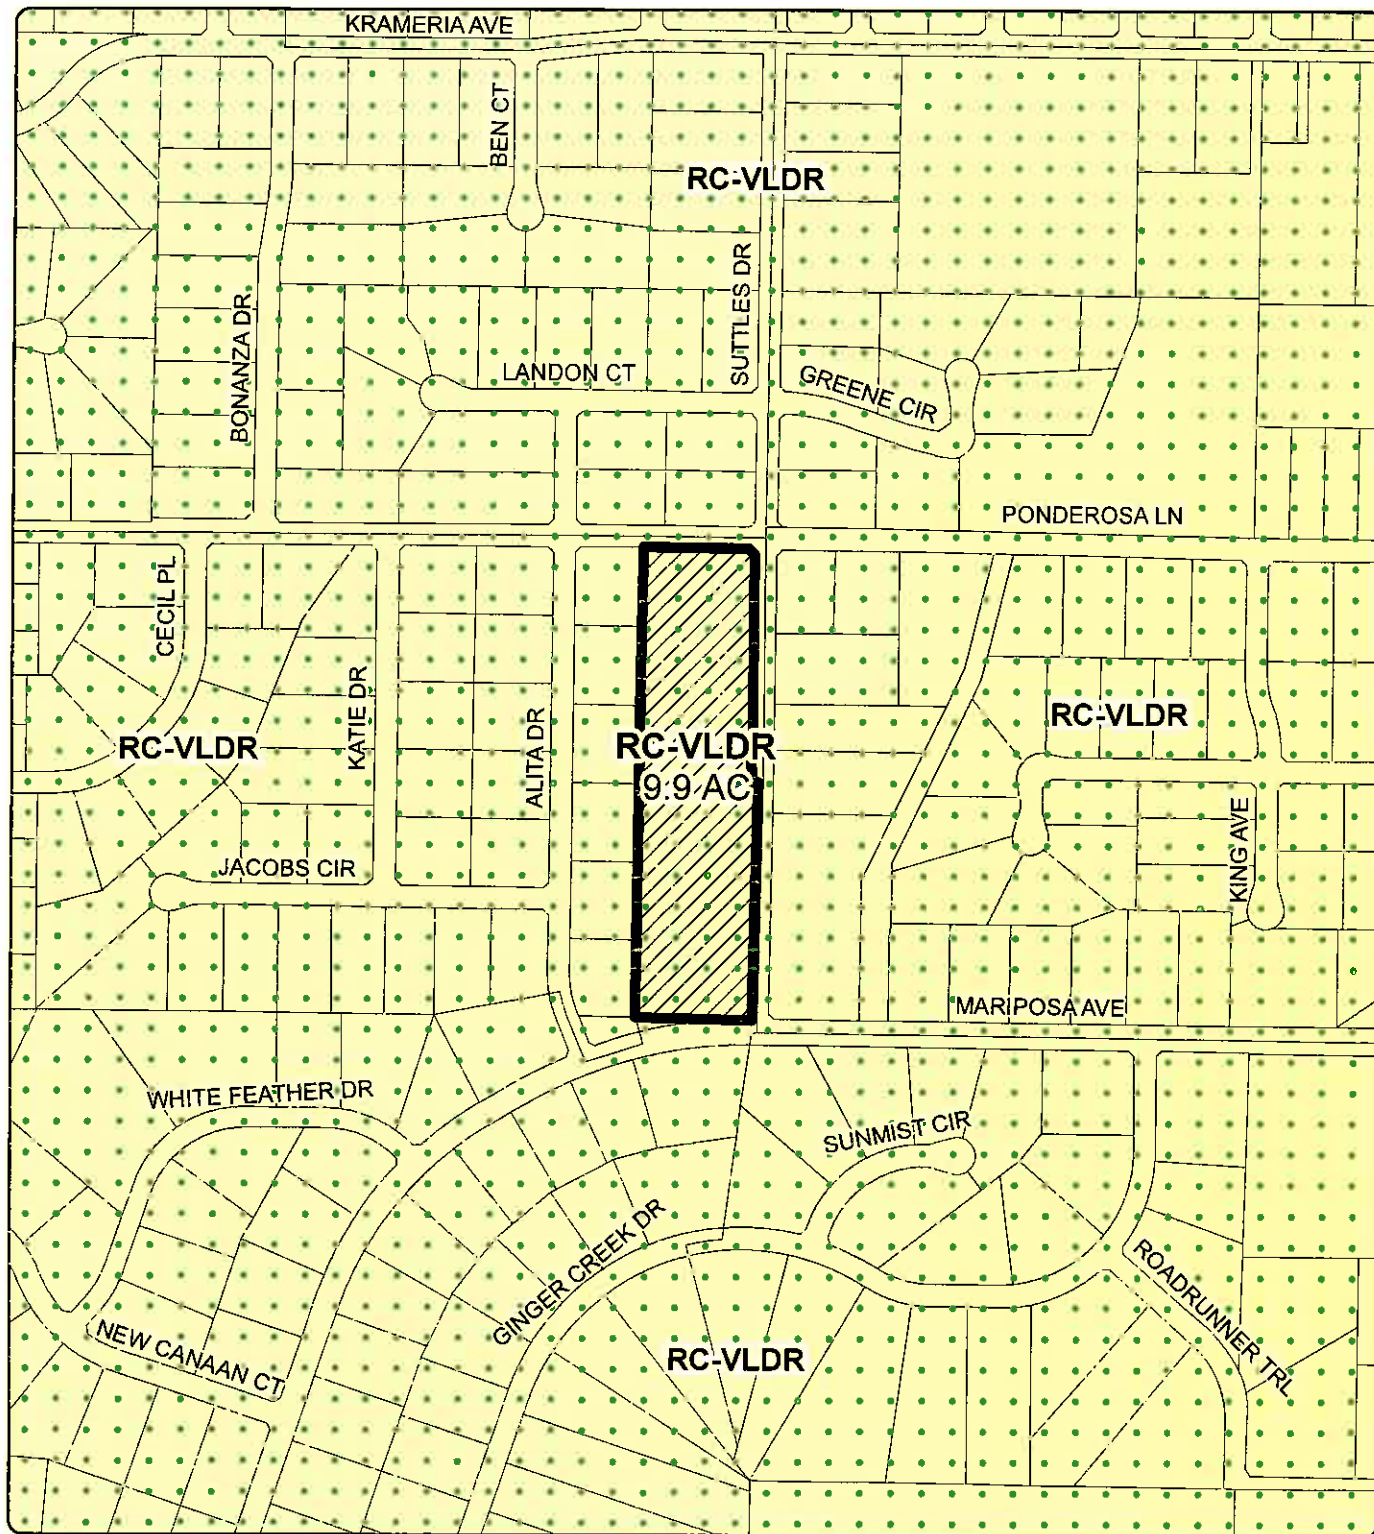 KRAMERIA AVE
BEN CT
RC-VLDR
SUTTLES DR
BONANZA DR
LANDON CT
GREENE CIR
PONDEROSA LN
CECIL PL
KATIE DR
ALITA DR
RC-VLDR
RC-VLDR
9.9 AC
RC-VLDR
KING AVE
JACOBS CIR
MARIPOSA AVE
WHITE FEATHER DR
SUNMIST CIR
GINGER CREEK DR
ROADRUNNER TRL
NEW CANAAN CT
RC-VLDR